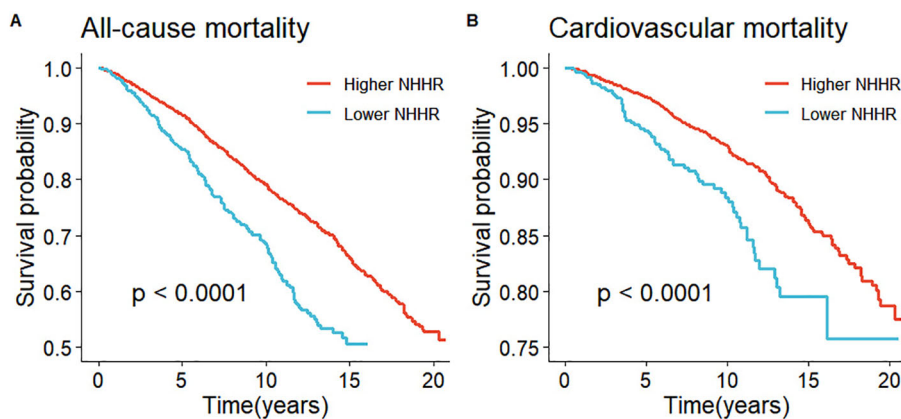 A
All-cause mortality
Survival probability
1.0
0.9
0.8
0.7
0.6
0.5
Higher NHHR
Lower NHHR
p < 0.0001
0
5
10
15
20
Time(years)
B
Cardiovascular mortality
Survival probability
1.00
0.95
0.90
0.85
0.80
0.75
Higher NHHR
Lower NHHR
p < 0.0001
0
5
10
15
20
Time(years)